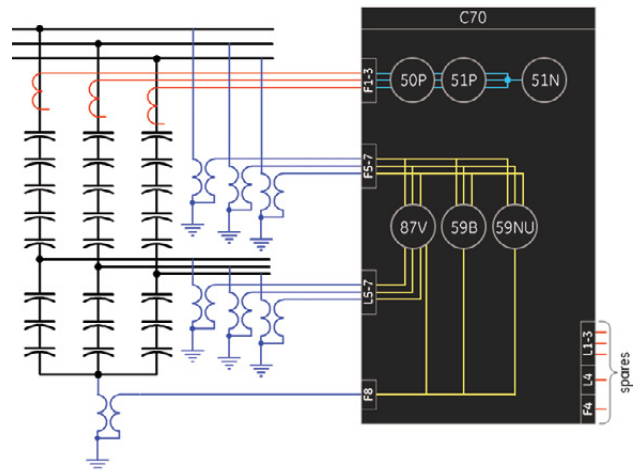 C70
F1-3
50P
51P
51N
F5-7
87V
59B
59NU
L5-7
L1-3
L4
F4
spares
F8